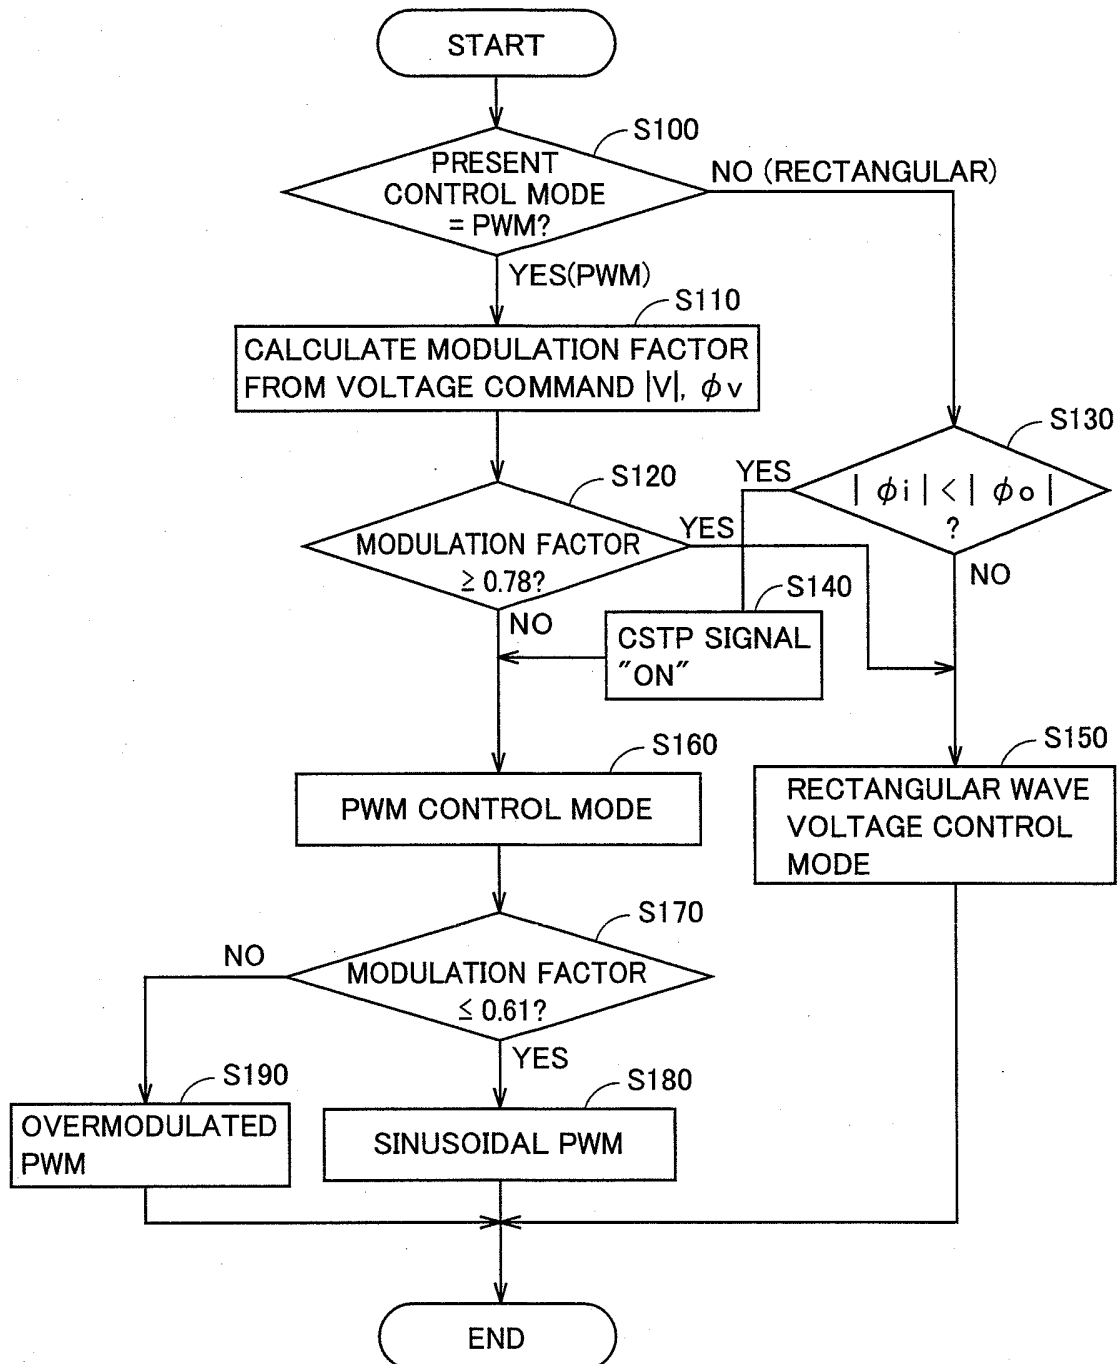 START
S100
PRESENT
CONTROL MODE
= PWM?
NO (RECTANGULAR)
YES(PWM)
S110
CALCULATE MODULATION FACTOR
FROM VOLTAGE COMMAND |V|, φv
S130
| φi | < | φo |
?
YES
NO
S120
MODULATION FACTOR
≥ 0.78?
YES
NO
S140
CSTP SIGNAL
"ON"
S160
PWM CONTROL MODE
S150
RECTANGULAR WAVE
VOLTAGE CONTROL
MODE
S170
MODULATION FACTOR
≤ 0.61?
NO
YES
S190
OVERMODULATED
PWM
S180
SINUSOIDAL PWM
END